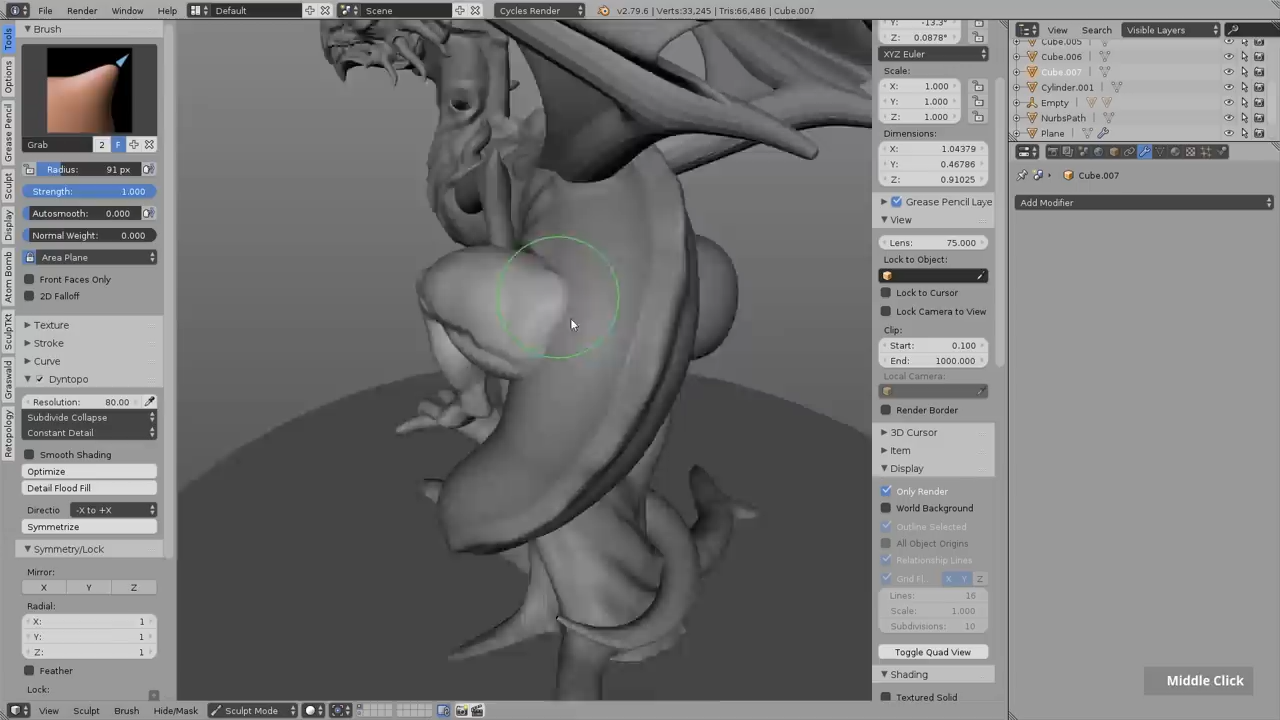 File Render Window Help Default Scene Cycles Render v2.79.6 | Verts:33,245 | Tris:66,486 | Cube.007
Tools
Options
Grease Pencil
Sculpt
Display
Atom Bomb
SculpTKt
Graswald
Retopology
Brush
Grab 2 F
Radius: 91 px
Strength: 1.000
Autosmooth: 0.000
Normal Weight: 0.000
Area Plane
Front Faces Only
2D Falloff
Texture
Stroke
Curve
Dyntopo
Resolution: 80.00
Subdivide Collapse
Constant Detail
Smooth Shading
Optimize
Detail Flood Fill
Directio -X to +X
Symmetrize
Symmetry/Lock
Mirror:
X Y Z
Radial:
X: 1
Y: 1
Z: 1
Feather
Lock:
View Sculpt Brush Hide/Mask Sculpt Mode
Y: -13.3°
Z: 0.0878°
XYZ Euler
Scale:
X: 1.000
Y: 1.000
Z: 1.000
Dimensions:
X: 1.04379
Y: 0.46786
Z: 0.91025
Grease Pencil Laye
View
Lens: 75.000
Lock to Object:
Lock to Cursor
Lock Camera to View
Clip:
Start: 0.100
End: 1000.000
Local Camera:
Render Border
3D Cursor
Item
Display
Only Render
World Background
Outline Selected
All Object Origins
Relationship Lines
Grid Fl.. X Y Z
Lines: 16
Scale: 1.000
Subdivisions: 10
Toggle Quad View
Shading
Textured Solid
View Search Visible Layers
Cube.005
Cube.006
Cube.007
Cylinder.001
Empty
NurbsPath
Plane
Cube.007
Add Modifier
Middle Click